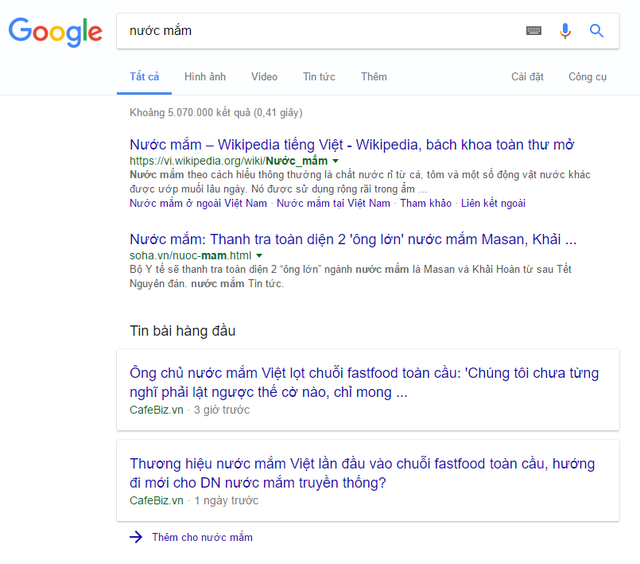 Google
nước mắm
Tất cả Hình ảnh Video Tin tức Thêm Cài đặt Công cụ
Khoảng 5.070.000 kết quả (0,41 giây)
Nước mắm – Wikipedia tiếng Việt - Wikipedia, bách khoa toàn thư mở
https://vi.wikipedia.org/wiki/Nước_mắm
Nước mắm theo cách hiểu thông thường là chất nước rỉ từ cá, tôm và một số động vật nước khác
được ướp muối lâu ngày. Nó được sử dụng rộng rãi trong ẩm ...
Nước mắm ở ngoài Việt Nam · Nước mắm tại Việt Nam · Tham khảo · Liên kết ngoài
Nước mắm: Thanh tra toàn diện 2 'ông lớn' nước mắm Masan, Khải ...
soha.vn/nuoc-mam.html
Bộ Y tế sẽ thanh tra toàn diện 2 “ông lớn” ngành nước mắm là Masan và Khải Hoàn từ sau Tết
Nguyên đán. nước mắm Tin tức.
Tin bài hàng đầu
Ông chủ nước mắm Việt lọt chuỗi fastfood toàn cầu: 'Chúng tôi chưa từng
nghĩ phải lật ngược thế cờ nào, chỉ mong ...
CafeBiz.vn · 3 giờ trước
Thương hiệu nước mắm Việt lần đầu vào chuỗi fastfood toàn cầu, hướng
đi mới cho DN nước mắm truyền thống?
CafeBiz.vn · 1 ngày trước
Thêm cho nước mắm